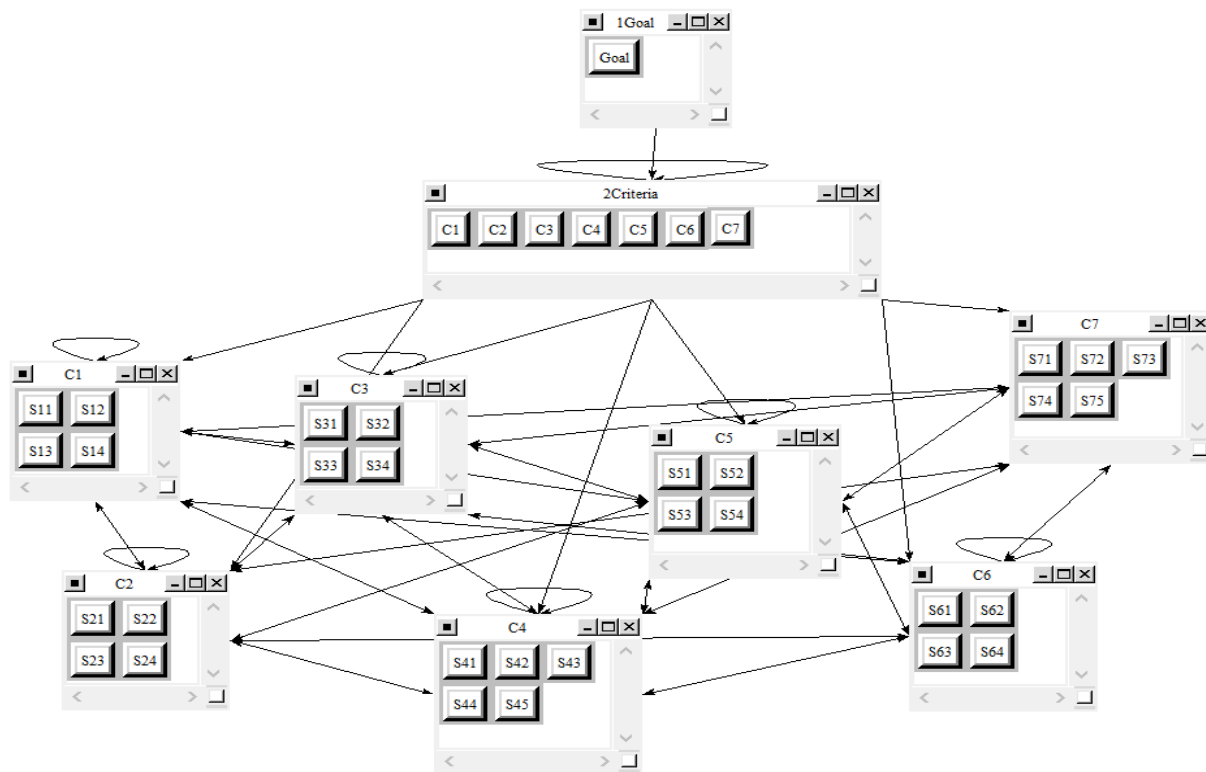 1Goal
Goal
2Criteria
C1 C2 C3 C4 C5 C6 C7
C7
S71 S72 S73
S74 S75
C1
S11 S12
S13 S14
C3
S31 S32
S33 S34
C5
S51 S52
S53 S54
C2
S21 S22
S23 S24
C6
S61 S62
S63 S64
C4
S41 S42 S43
S44 S45